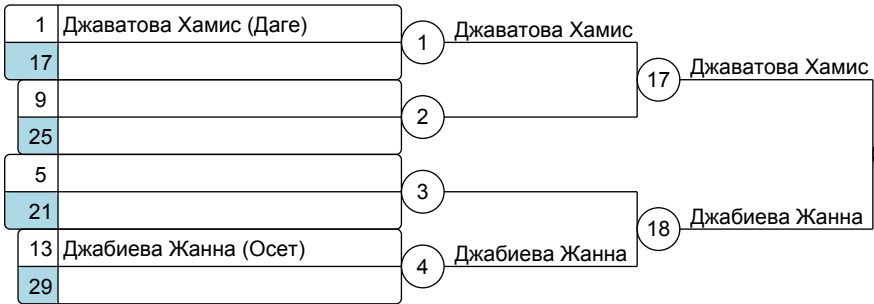 1 Джаватова Хамис (Даге)
17
9
25
5
21
13 Джабиева Жанна (Осет)
29
1 Джаватова Хамис
2
3
4 Джабиева Жанна
17 Джаватова Хамис
18 Джабиева Жанна